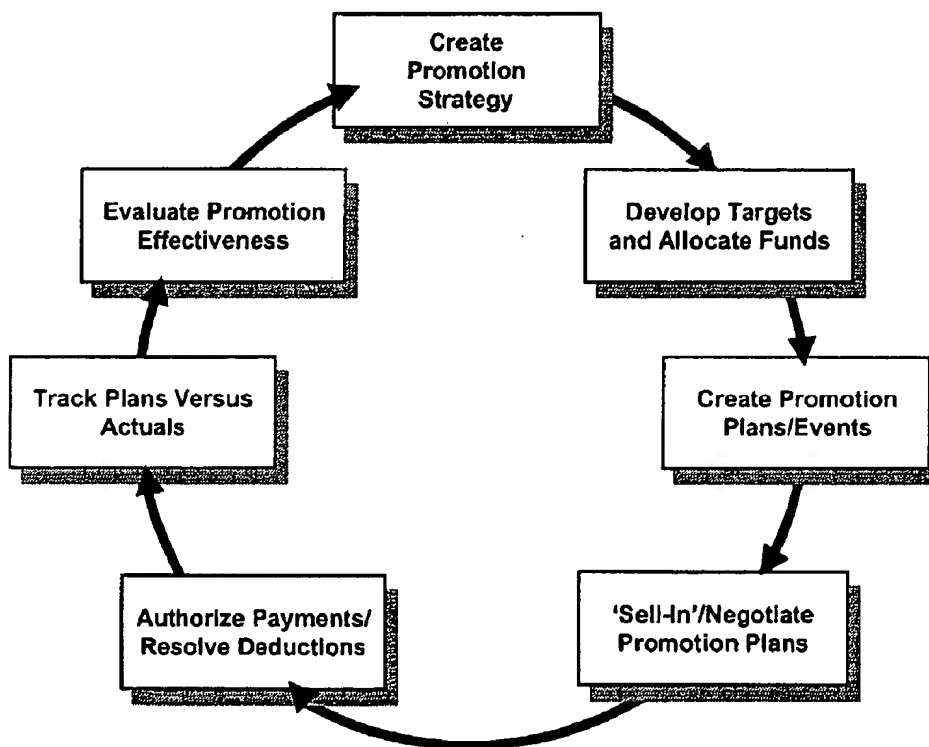 Create
Promotion
Strategy
Develop Targets
and Allocate Funds
Create Promotion
Plans/Events
'Sell-In'/Negotiate
Promotion Plans
Authorize Payments/
Resolve Deductions
Track Plans Versus
Actuals
Evaluate Promotion
Effectiveness